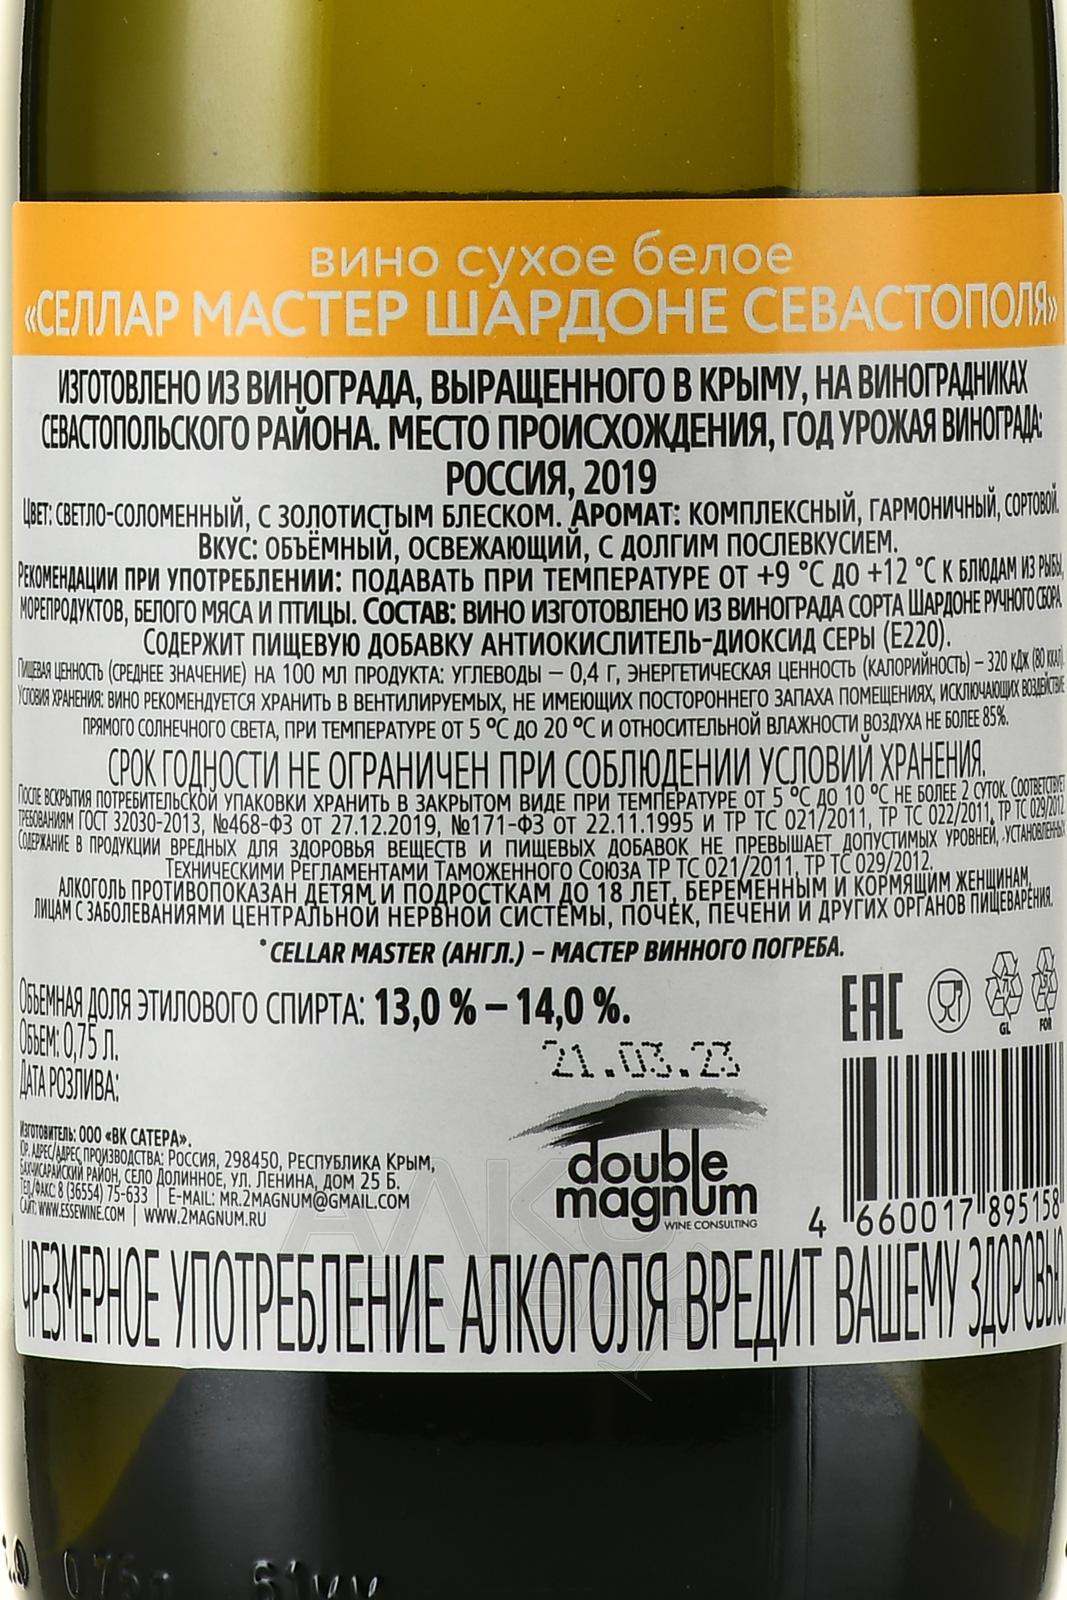 вино сухое белое
«СЕЛЛАР МАСТЕР ШАРДОНЕ СЕВАСТОПОЛЯ»
ИЗГОТОВЛЕНО ИЗ ВИНОГРАДА, ВЫРАЩЕННОГО В КРЫМУ, НА ВИНОГРАДНИКАХ
СЕВАСТОПОЛЬСКОГО РАЙОНА. МЕСТО ПРОИСХОЖДЕНИЯ, ГОД УРОЖАЯ ВИНОГРАДА:
РОССИЯ, 2019
ЦВЕТ: СВЕТЛО-СОЛОМЕННЫЙ, С ЗОЛОТИСТЫМ БЛЕСКОМ. АРОМАТ: КОМПЛЕКСНЫЙ, ГАРМОНИЧНЫЙ, СОРТОВОЙ.
ВКУС: ОБЪЁМНЫЙ, ОСВЕЖАЮЩИЙ, С ДОЛГИМ ПОСЛЕВКУСИЕМ.
РЕКОМЕНДАЦИИ ПРИ УПОТРЕБЛЕНИИ: ПОДАВАТЬ ПРИ ТЕМПЕРАТУРЕ ОТ +9 °С ДО +12 °С К БЛЮДАМ ИЗ РЫБЫ,
МОРЕПРОДУКТОВ, БЕЛОГО МЯСА И ПТИЦЫ. СОСТАВ: ВИНО ИЗГОТОВЛЕНО ИЗ ВИНОГРАДА СОРТА ШАРДОНЕ РУЧНОГО СБОРА.
СОДЕРЖИТ ПИЩЕВУЮ ДОБАВКУ АНТИОКИСЛИТЕЛЬ-ДИОКСИД СЕРЫ (Е220).
ПИЩЕВАЯ ЦЕННОСТЬ (СРЕДНЕЕ ЗНАЧЕНИЕ) НА 100 МЛ ПРОДУКТА: УГЛЕВОДЫ – 0,4 Г, ЭНЕРГЕТИЧЕСКАЯ ЦЕННОСТЬ (КАЛОРИЙНОСТЬ) – 320 КДЖ (80 ККАЛ).
УСЛОВИЯ ХРАНЕНИЯ: ВИНО РЕКОМЕНДУЕТСЯ ХРАНИТЬ В ВЕНТИЛИРУЕМЫХ, НЕ ИМЕЮЩИХ ПОСТОРОННЕГО ЗАПАХА ПОМЕЩЕНИЯХ, ИСКЛЮЧАЮЩИХ ВОЗДЕЙСТВИЕ
ПРЯМОГО СОЛНЕЧНОГО СВЕТА, ПРИ ТЕМПЕРАТУРЕ ОТ 5 °С ДО 20 °С И ОТНОСИТЕЛЬНОЙ ВЛАЖНОСТИ ВОЗДУХА НЕ БОЛЕЕ 85%.
СРОК ГОДНОСТИ НЕ ОГРАНИЧЕН ПРИ СОБЛЮДЕНИИ УСЛОВИЙ ХРАНЕНИЯ.
ПОСЛЕ ВСКРЫТИЯ ПОТРЕБИТЕЛЬСКОЙ УПАКОВКИ ХРАНИТЬ В ЗАКРЫТОМ ВИДЕ ПРИ ТЕМПЕРАТУРЕ ОТ 5 °С ДО 10 °С НЕ БОЛЕЕ 2 СУТОК. СООТВЕТСТВУЕТ
ТРЕБОВАНИЯМ ГОСТ 32030-2013, №468-ФЗ ОТ 27.12.2019, №171-ФЗ ОТ 22.11.1995 И ТР ТС 021/2011, ТР ТС 022/2011, ТР ТС 029/2012.
СОДЕРЖАНИЕ В ПРОДУКЦИИ ВРЕДНЫХ ДЛЯ ЗДОРОВЬЯ ВЕЩЕСТВ И ПИЩЕВЫХ ДОБАВОК НЕ ПРЕВЫШАЕТ ДОПУСТИМЫХ УРОВНЕЙ, УСТАНОВЛЕННЫХ
ТЕХНИЧЕСКИМИ РЕГЛАМЕНТАМИ ТАМОЖЕННОГО СОЮЗА ТР ТС 021/2011, ТР ТС 029/2012.
АЛКОГОЛЬ ПРОТИВОПОКАЗАН ДЕТЯМ И ПОДРОСТКАМ ДО 18 ЛЕТ, БЕРЕМЕННЫМ И КОРМЯЩИМ ЖЕНЩИНАМ,
ЛИЦАМ С ЗАБОЛЕВАНИЯМИ ЦЕНТРАЛЬНОЙ НЕРВНОЙ СИСТЕМЫ, ПОЧЕК, ПЕЧЕНИ И ДРУГИХ ОРГАНОВ ПИЩЕВАРЕНИЯ.
*CELLAR MASTER (АНГЛ.) – МАСТЕР ВИННОГО ПОГРЕБА.
ОБЪЕМНАЯ ДОЛЯ ЭТИЛОВОГО СПИРТА: 13,0 % – 14,0 %.
ОБЪЕМ: 0,75 Л.
ДАТА РОЗЛИВА:
21.03.23
EAC
GL
FOR
ИЗГОТОВИТЕЛЬ: ООО «ВК САТЕРА».
ЮР. АДРЕС/АДРЕС ПРОИЗВОДСТВА: РОССИЯ, 298450, РЕСПУБЛИКА КРЫМ,
БАХЧИСАРАЙСКИЙ РАЙОН, СЕЛО ДОЛИННОЕ, УЛ. ЛЕНИНА, ДОМ 25 Б.
ТЕЛ./ФАКС: 8 (36554) 75-633 | E-MAIL: MR.2MAGNUM@GMAIL.COM
САЙТ: WWW.ESSEWINE.COM | WWW.2MAGNUM.RU
double
magnum
WINE CONSULTING
4 660017 895158
ЧРЕЗМЕРНОЕ УПОТРЕБЛЕНИЕ АЛКОГОЛЯ ВРЕДИТ ВАШЕМУ ЗДОРОВЬЮ.